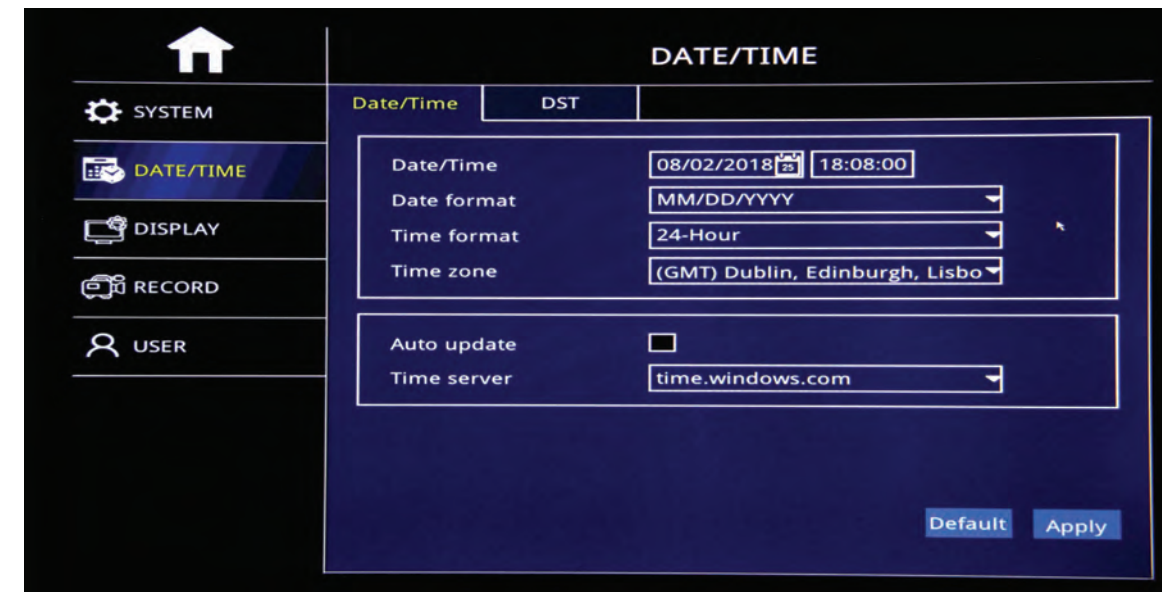 DATE/TIME
SYSTEM
DATE/TIME
DISPLAY
RECORD
USER
Date/Time DST
Date/Time 08/02/2018 25 18:08:00
Date format MM/DD/YYYY
Time format 24-Hour
Time zone (GMT) Dublin, Edinburgh, Lisbo
Auto update
Time server time.windows.com
Default Apply